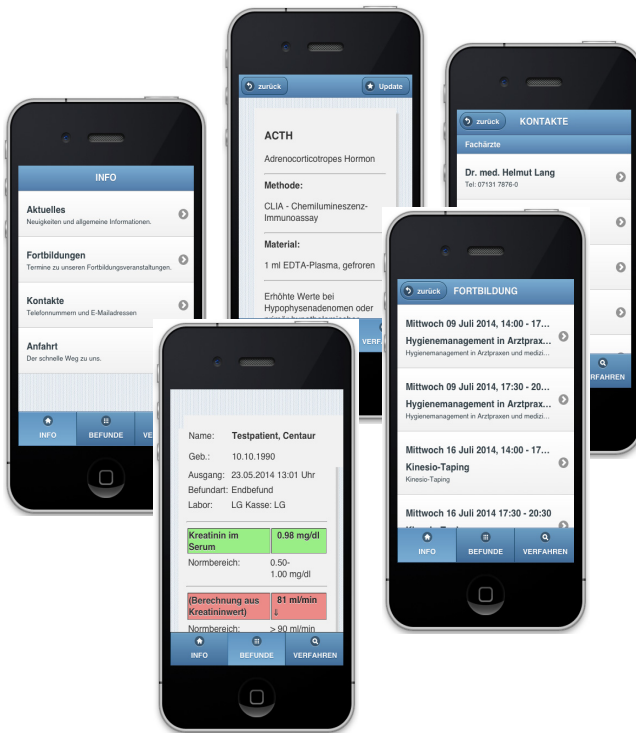 INFO
Aktuelles
Neuigkeiten und allgemeine Informationen.
Fortbildungen
Termine zu unseren Fortbildungsveranstaltungen.
Kontakte
Telefonnummern und E-Mailadressen
Anfahrt
Der schnelle Weg zu uns.
INFO BEFUNDE VE
zurück Update
ACTH
Adrenocorticotropes Hormon
Methode:
CLIA - Chemilumineszenz-
Immunoassay
Material:
1 ml EDTA-Plasma, gefroren
Erhöhte Werte bei
Hypophysenadenomen oder
VERFA
zurück KONTAKTE
Fachärzte
Dr. med. Helmut Lang
Tel: 07131 7876-0
RFAHREN
zurück FORTBILDUNG
Mittwoch 09 Juli 2014, 14:00 - 17...
Hygienemanagement in Arztprax...
Hygienemanagement in Arztpraxen und medizi...
Mittwoch 09 Juli 2014, 17:30 - 20...
Hygienemanagement in Arztprax...
Hygienemanagement in Arztpraxen und medizi...
Mittwoch 16 Juli 2014, 14:00 - 17...
Kinesio-Taping
Kinesio-Taping
Mittwoch 16 Juli 2014 17:30 - 20:30
INFO BEFUNDE VERFAHREN
Name: Testpatient, Centaur
Geb.: 10.10.1990
Ausgang: 23.05.2014 13:01 Uhr
Befundart: Endbefund
Labor: LG Kasse: LG
Kreatinin im 0.98 mg/dl
Serum
Normbereich: 0.50-
1.00 mg/dl
(Berechnung aus 81 ml/min
Kreatininwert) ⇓
Normbereich: > 90 ml/min
INFO BEFUNDE VERFAHREN